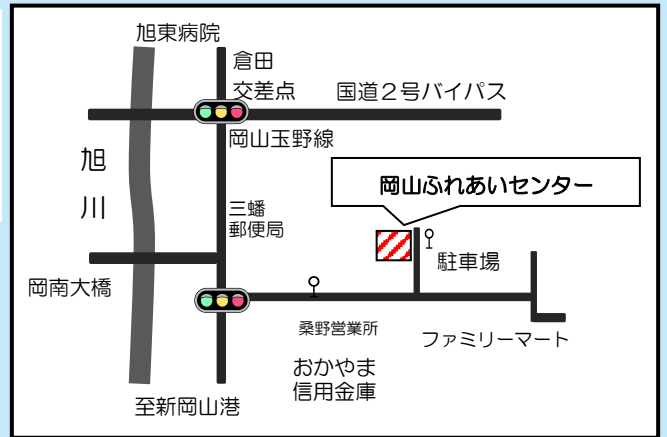 旭東病院
倉田
交差点
国道２号バイパス
岡山玉野線
旭
川
岡山ふれあいセンター
三蟠
郵便局
駐車場
岡南大橋
桑野営業所
ファミリーマート
おかやま
信用金庫
至新岡山港